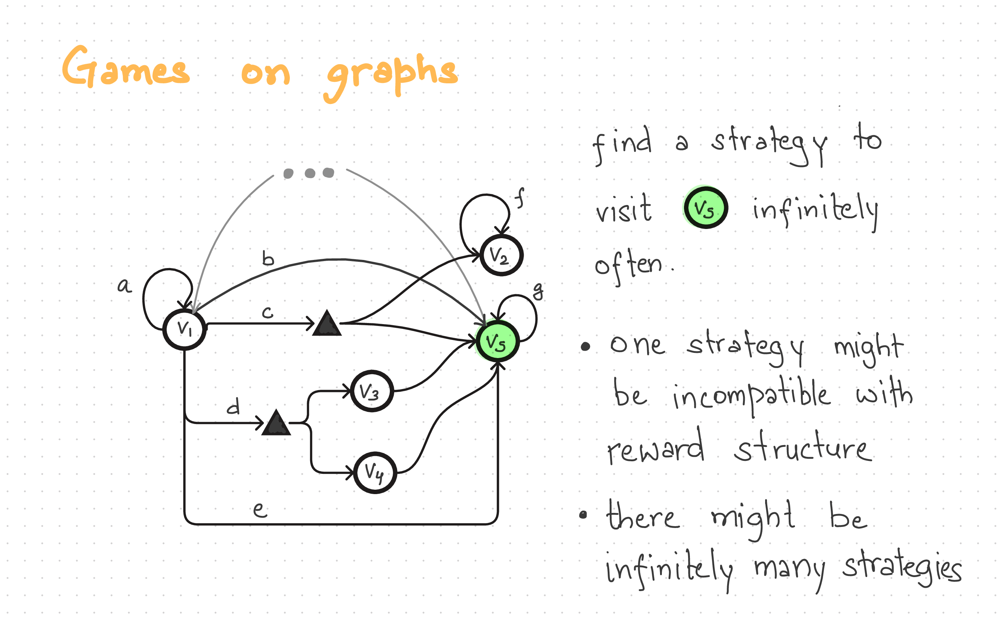 Games on graphs
find a strategy to
visit V5 infinitely
often.
f
b
V2
a
g
c
V1
V5
• one strategy might
be incompatible with
reward structure
V3
d
V4
e
• there might be
infinitely many strategies